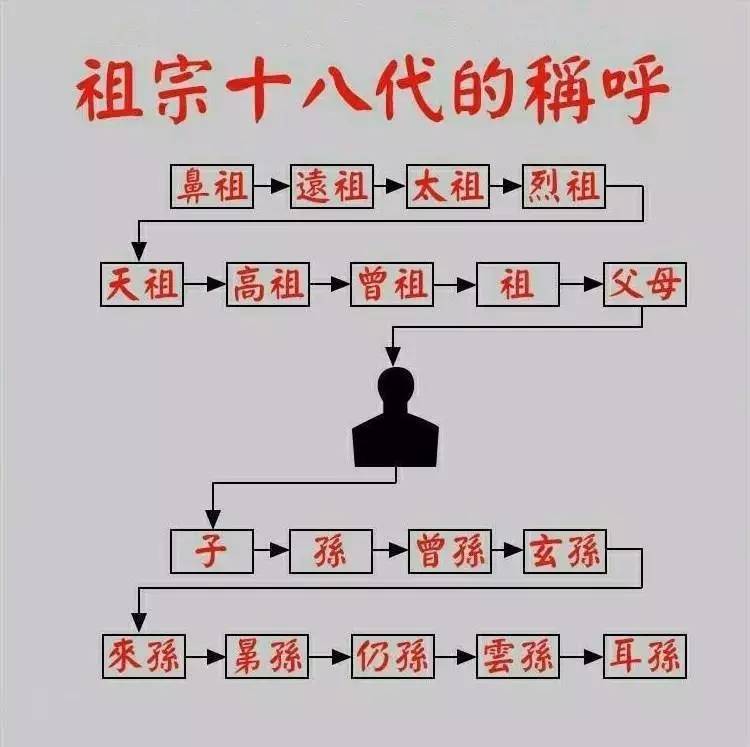 祖宗十八代的稱呼
鼻祖 遠祖 太祖 烈祖
天祖 高祖 曾祖 祖 父母
子 孫 曾孫 玄孫
來孫 晜孫 仍孫 雲孫 耳孫